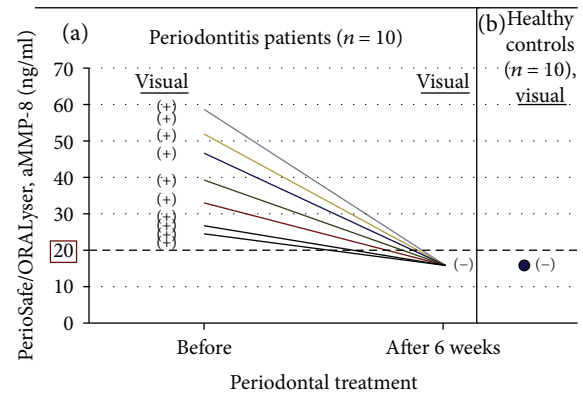 (a)
Periodontitis patients (n = 10)
(b) Healthy
controls
(n = 10),
visual
PerioSafe/ORALyser, aMMP-8 (ng/ml)
70
60
50
40
30
20
10
0
Visual
Visual
(+)
(+)
(+)
(+)
(+)
(+)
(+)
(+)
(+)
(+)
(−)
(−)
Before
After 6 weeks
Periodontal treatment